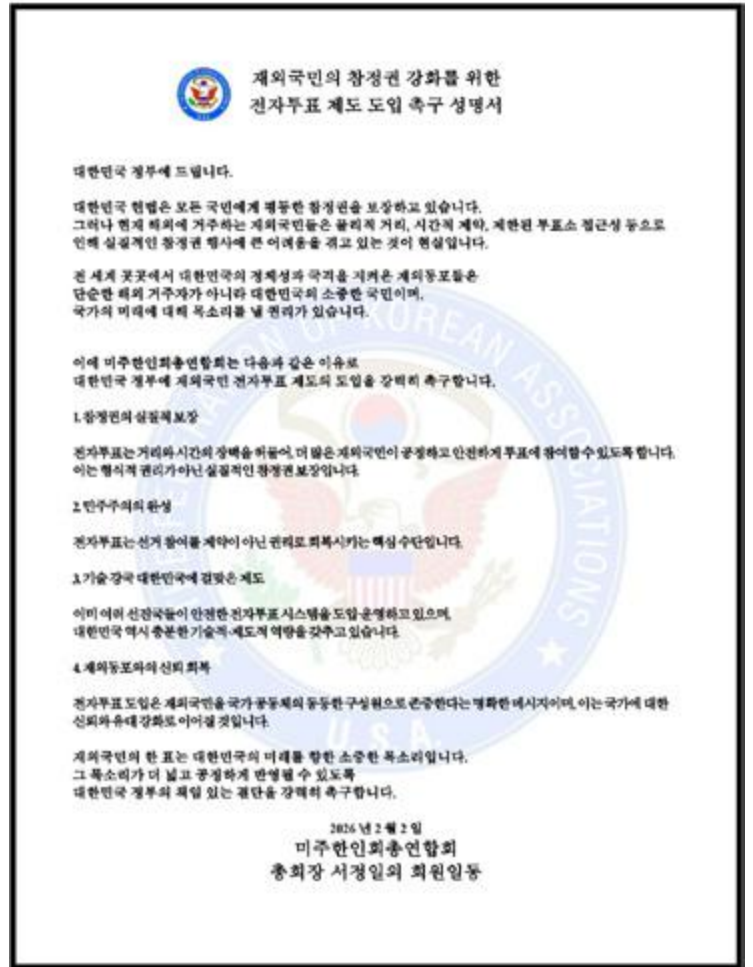 재외국민의 참정권 강화를 위한
전자투표 제도 도입 촉구 성명서
대한민국 정부에 드립니다.
대한민국 헌법은 모든 국민에게 평등한 참정권을 보장하고 있습니다.
그러나 현재 해외에 거주하는 재외국민들은 물리적 거리, 시간적 제약, 제한된 투표소 접근성 등으로
인해 실질적인 참정권 행사에 큰 어려움을 겪고 있는 것이 현실입니다.
전 세계 곳곳에서 대한민국의 정체성과 국격을 지켜온 재외동포들은
단순한 해외 거주자가 아니라 대한민국의 소중한 국민이며,
국가의 미래에 대해 목소리를 낼 권리가 있습니다.
이에 미주한인회총연합회는 다음과 같은 이유로
대한민국 정부에 재외국민 전자투표 제도의 도입을 강력히 촉구합니다.
1. 참정권의 실질적 보장
전자투표는 거리와 시간의 장벽을 허물어, 더 많은 재외국민이 공정하고 안전하게 투표에 참여할 수 있도록 합니다.
이는 형식적 권리가 아닌 실질적인 참정권 보장입니다.
2. 민주주의의 완성
전자투표는 선거 참여를 제약이 아닌 권리로 회복시키는 핵심 수단입니다.
3. 기술 강국 대한민국에 걸맞은 제도
이미 여러 선진국들이 안전한 전자투표 시스템을 도입·운영하고 있으며,
대한민국 역시 충분한 기술적·제도적 역량을 갖추고 있습니다.
4. 재외동포와의 신뢰 회복
전자투표 도입은 재외국민을 국가 공동체의 동등한 구성원으로 존중한다는 명확한 메시지이며, 이는 국가에 대한
신뢰와 유대 강화로 이어질 것입니다.
재외국민의 한 표는 대한민국의 미래를 향한 소중한 목소리입니다.
그 목소리가 더 넓고 공정하게 반영될 수 있도록
대한민국 정부의 책임 있는 결단을 강력히 촉구합니다.
2026년 2월 2일
미주한인회총연합회
총회장 서정일외 회원일동
OF KOREAN ASSOCIATIONS
U.S.A.